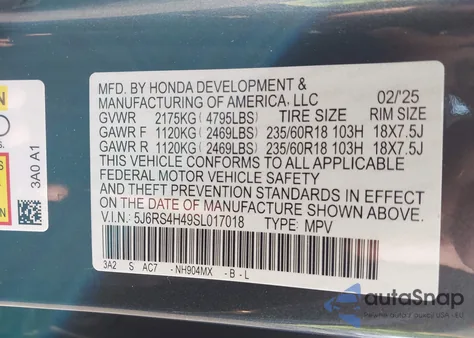 MFD. BY HONDA DEVELOPMENT &
MANUFACTURING OF AMERICA, LLC 02/'25
GVWR 2175KG(4795LBS) TIRE SIZE RIM SIZE
GAWR F 1120KG(2469LBS) 235/60R18 103H 18X7.5J
GAWR R 1120KG(2469LBS) 235/60R18 103H 18X7.5J
THIS VEHICLE CONFORMS TO ALL APPLICABLE
FEDERAL MOTOR VEHICLE SAFETY
AND THEFT PREVENTION STANDARDS IN EFFECT
ON THE DATE OF MANUFACTURE SHOWN ABOVE.
V.I.N.: 5J6RS4H49SL017018 TYPE: MPV
3A2 S AC7 -NH904MX -B-L
3A0 A1
autoSnap